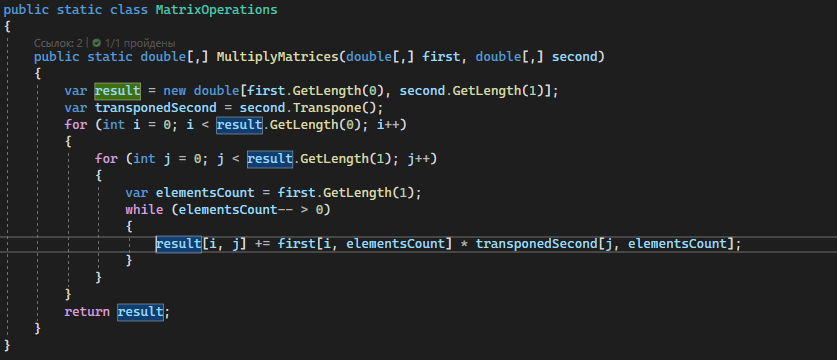 public static class MatrixOperations
{
Ссылок: 2 | 1/1 пройдены
public static double[,] MultiplyMatrices(double[,] first, double[,] second)
{
var result = new double[first.GetLength(0), second.GetLength(1)];
var transponedSecond = second.Transpone();
for (int i = 0; i < result.GetLength(0); i++)
{
for (int j = 0; j < result.GetLength(1); j++)
{
var elementsCount = first.GetLength(1);
while (elementsCount-- > 0)
{
result[i, j] += first[i, elementsCount] * transponedSecond[j, elementsCount];
}
}
}
return result;
}
}